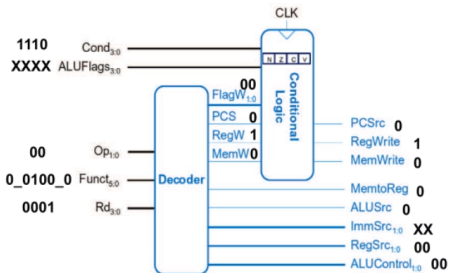 CLK
1110 Cond3:0
XXXX ALUFlags3:0
N Z C V
Conditional Logic
00
FlagW1:0
PCS 0
RegW 1
MemW 0
PCSrc 0
RegWrite 1
MemWrite 0
00 Op1:0
0_0100_0 Funct5:0
0001 Rd3:0
Decoder
MemtoReg 0
ALUSrc 0
ImmSrc1:0 XX
RegSrc1:0 00
ALUControl1:0 00